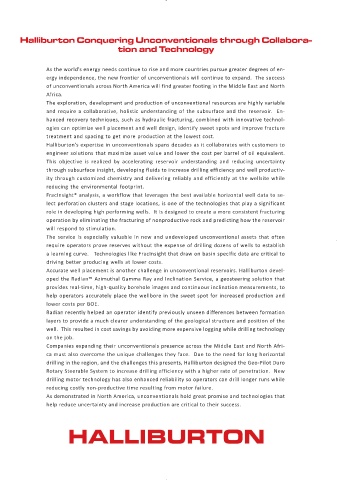 Halliburton Conquering Unconventionals through Collabora-
tion and Technology
As the world's energy needs continue to rise and more countries pursue greater degrees of en-
ergy independence, the new frontier of unconventionals will continue to expand. The success
of unconventionals across North America will find greater footing in the Middle East and North
Africa.
The exploration, development and production of unconventional resources are highly variable
and require a collaborative, holistic understanding of the subsurface and the reservoir. En-
hanced recovery techniques, such as hydraulic fracturing, combined with innovative technol-
ogies can optimize well placement and well design, identify sweet spots and improve fracture
treatment and spacing to get more production at the lowest cost.
Halliburton's expertise in unconventionals spans decades as it collaborates with customers to
engineer solutions that maximize asset value and lower the cost per barrel of oil equivalent.
This objective is realized by accelerating reservoir understanding and reducing uncertainty
through subsurface insight, developing fluids to increase drilling efficiency and well productiv-
ity through customized chemistry and delivering reliably and efficiently at the wellsite while
reducing the environmental footprint.
FracInsight® analysis, a workflow that leverages the best available horizontal well data to se-
lect perforation clusters and stage locations, is one of the technologies that play a significant
role in developing high performing wells. It is designed to create a more consistent fracturing
operation by eliminating the fracturing of nonproductive rock and predicting how the reservoir
will respond to stimulation.
The service is especially valuable in new and undeveloped unconventional assets that often
require operators prove reserves without the expense of drilling dozens of wells to establish
a learning curve. Technologies like FracInsight that draw on basin specific data are critical to
driving better producing wells at lower costs.
Accurate well placement is another challenge in unconventional reservoirs. Halliburton devel-
oped the Radian™ Azimuthal Gamma Ray and Inclination Service, a geosteering solution that
provides real-time, high-quality borehole images and continuous inclination measurements, to
help operators accurately place the wellbore in the sweet spot for increased production and
lower costs per BOE.
Radian recently helped an operator identify previously unseen differences between formation
layers to provide a much clearer understanding of the geological structure and position of the
well. This resulted in cost savings by avoiding more expensive logging while drilling technology
on the job.
Companies expanding their unconventionals presence across the Middle East and North Afri-
ca must also overcome the unique challenges they face. Due to the need for long horizontal
drilling in the region, and the challenges this presents, Halliburton designed the Geo-Pilot Duro
Rotary Steerable System to increase drilling efficiency with a higher rate of penetration. New
drilling motor technology has also enhanced reliability so operators can drill longer runs while
reducing costly non-productive time resulting from motor failure.
As demonstrated in North America, unconventionals hold great promise and technologies that
help reduce uncertainty and increase production are critical to their success.
HALLIBURTON